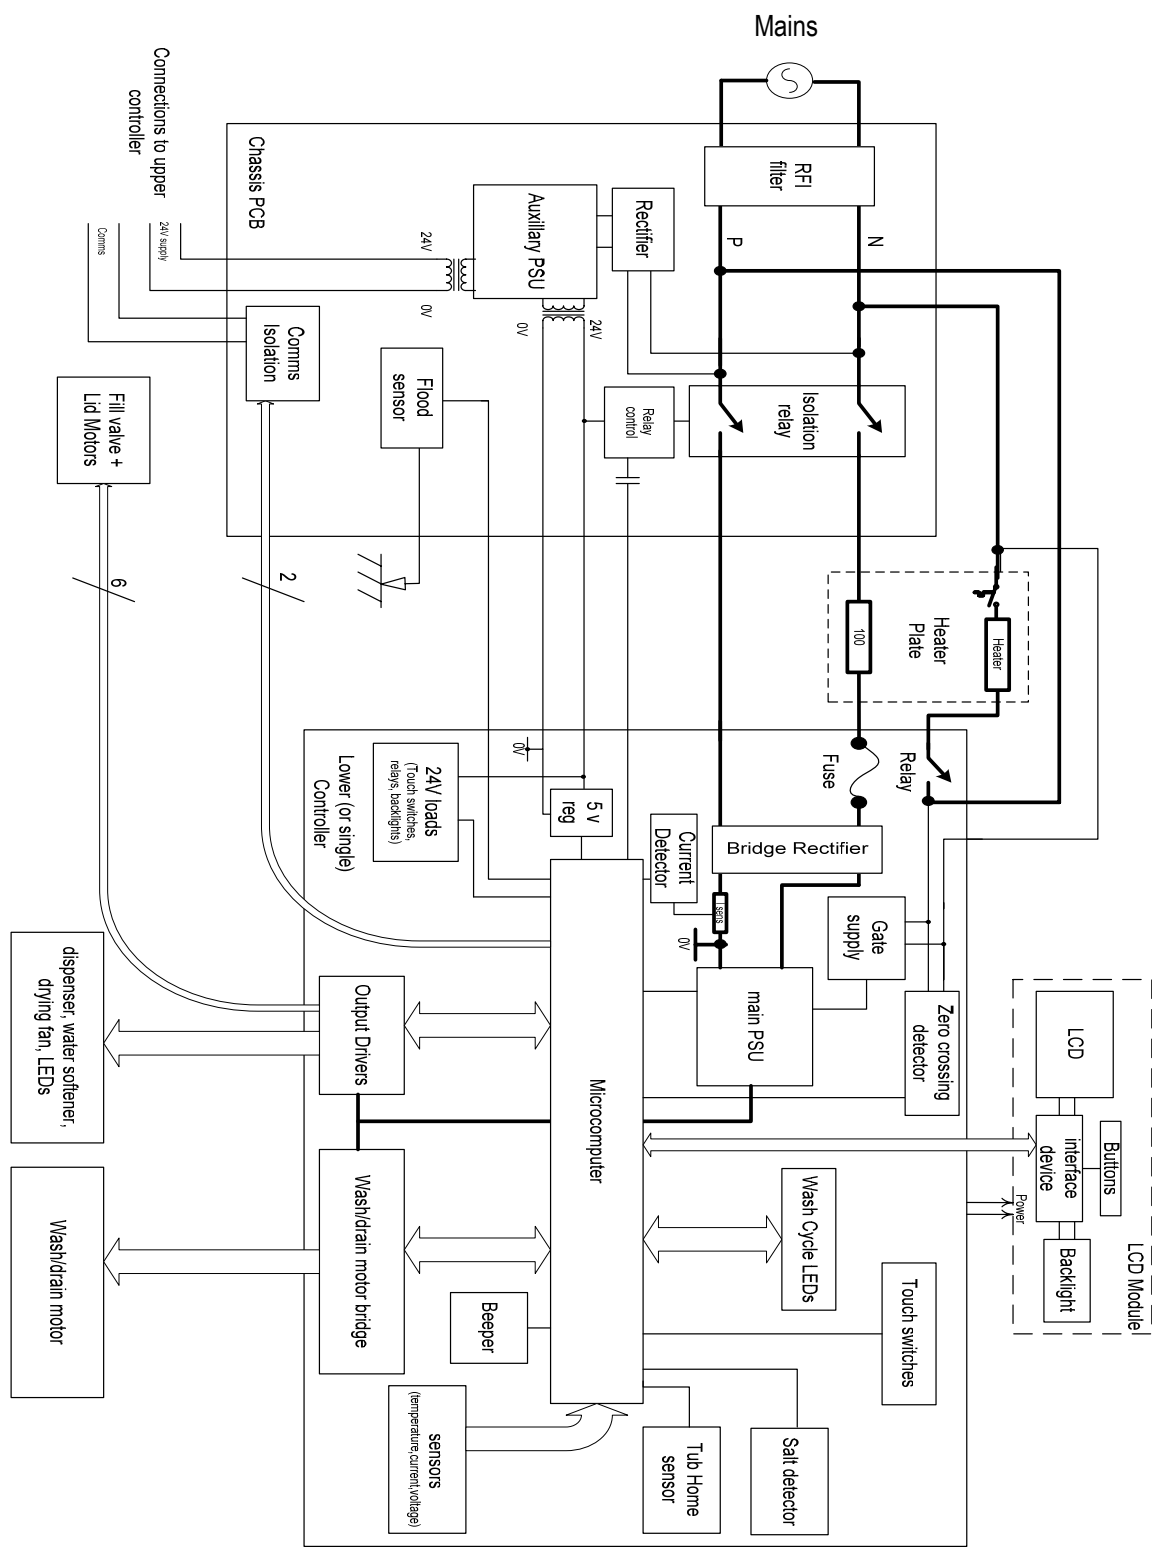 Mains
Connections to upper
controller
Chassis PCB
RFI
filter
P
N
Rectifier
Auxillary PSU
24V
0V
24V
0V
24V supply
Comms
Comms
Isolation
Flood
sensor
Relay
control
Isolation
relay
Fill valve +
Lid Motors
6
2
100
Heater
Plate
Heater
Fuse
Relay
Lower (or single)
Controller
24V loads
(Touch switches,
relays, backlights)
0V
5 v
reg
Current
Detector
Bridge Rectifier
I sens
0V
Gate
supply
main PSU
Zero crossing
detector
LCD
interface
device
Buttons
Backlight
LCD Module
Power
Microcomputer
Output Drivers
dispenser, water softener,
drying fan, LEDs
Wash/drain motor bridge
Wash/drain motor
Wash Cycle LEDs
Touch switches
Beeper
sensors
(temperature,current,voltage)
Tub Home
sensor
Salt detector